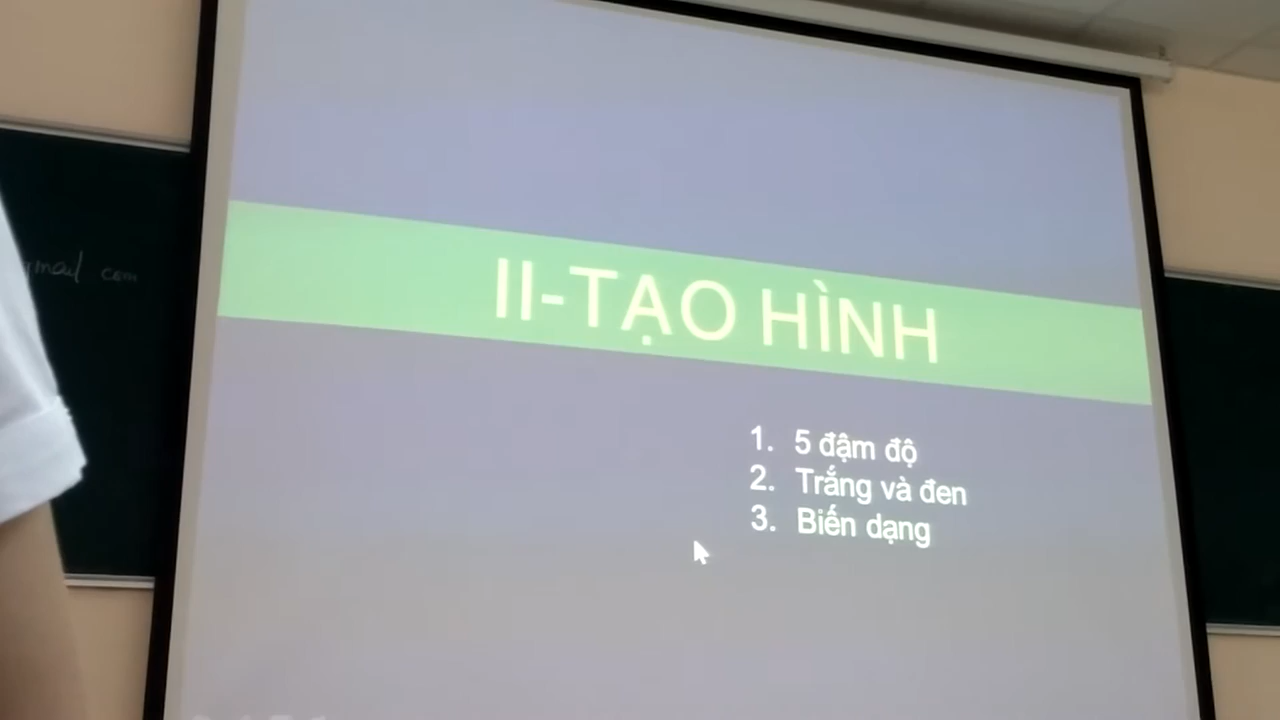 II-TẠO HÌNH
1. 5 đậm độ
2. Trắng và đen
3. Biến dạng